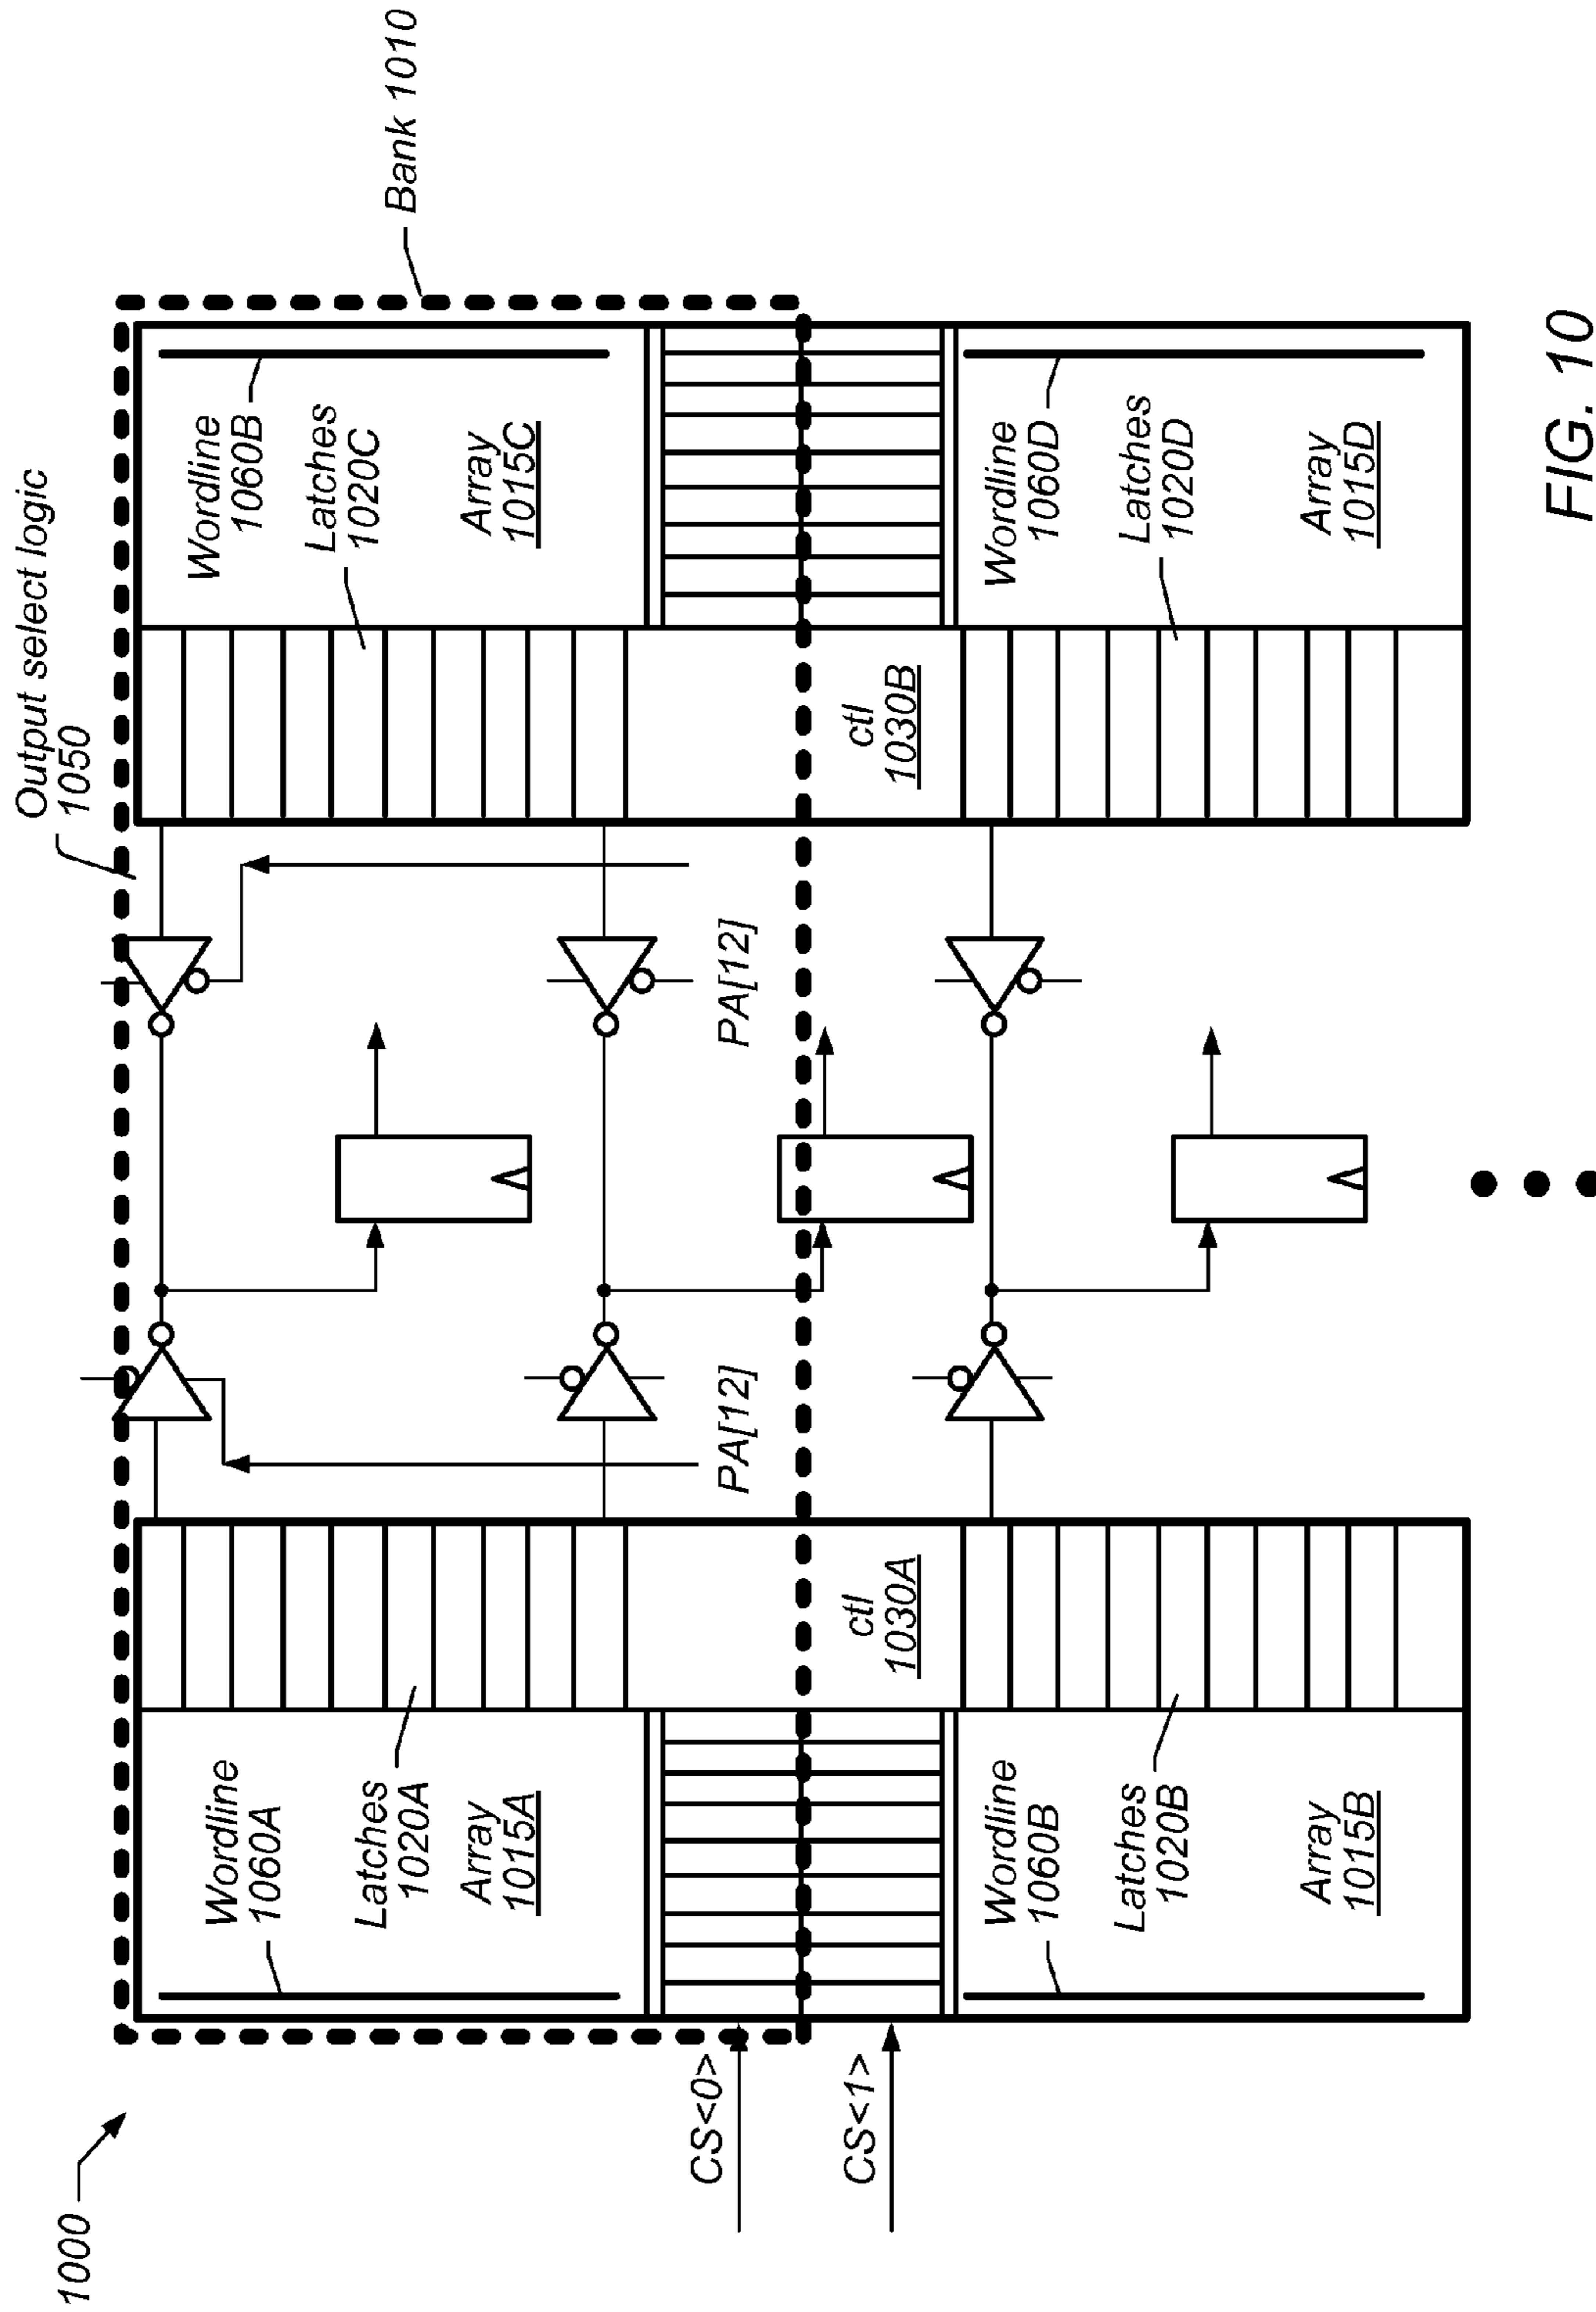 1000
Output select logic
1050
Bank 1010
Wordline
1060A
Latches
1020A
Array
1015A
PA[12]
PA[12]
Wordline
1060B
Latches
1020C
Array
1015C
CS<0>
CS<1>
ctl
1030A
ctl
1030B
Wordline
1060B
Latches
1020B
Array
1015B
Wordline
1060D
Latches
1020D
Array
1015D
FIG. 10